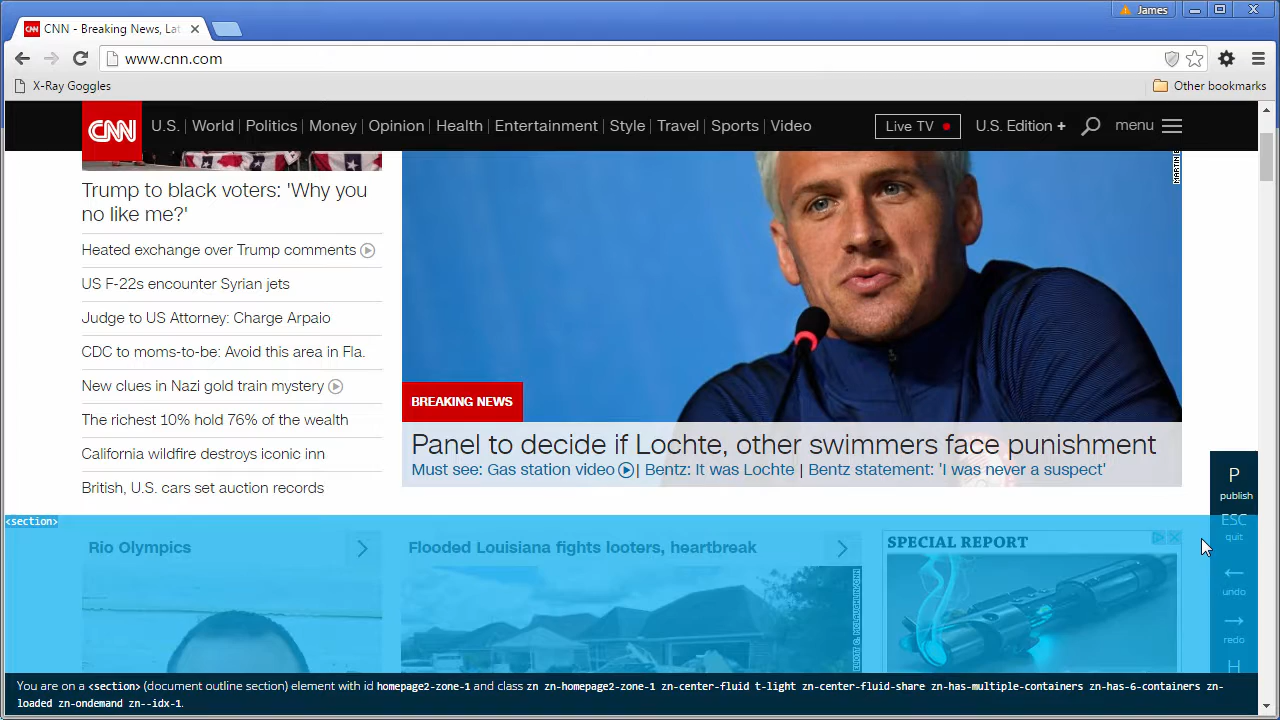 James
CNN
CNN - Breaking News, Lat
www.cnn.com
X-Ray Goggles
Other bookmarks
CNN
U.S. World Politics Money Opinion Health Entertainment Style Travel Sports Video
Live TV
U.S. Edition +
menu
Trump to black voters: 'Why you
no like me?'
Heated exchange over Trump comments
US F-22s encounter Syrian jets
Judge to US Attorney: Charge Arpaio
CDC to moms-to-be: Avoid this area in Fla.
New clues in Nazi gold train mystery
The richest 10% hold 76% of the wealth
California wildfire destroys iconic inn
British, U.S. cars set auction records
BREAKING NEWS
Panel to decide if Lochte, other swimmers face punishment
Must see: Gas station video | Bentz: It was Lochte | Bentz statement: 'I was never a suspect'
P
publish
ESC
quit
undo
redo
H
<section>
Rio Olympics
Flooded Louisiana fights looters, heartbreak
SPECIAL REPORT
You are on a <section> (document outline section) element with id homepage2-zone-1 and class zn zn-homepage2-zone-1 zn-center-fluid t-light zn-center-fluid-share zn-has-multiple-containers zn-has-6-containers zn-
loaded zn-ondemand zn--idx-1.